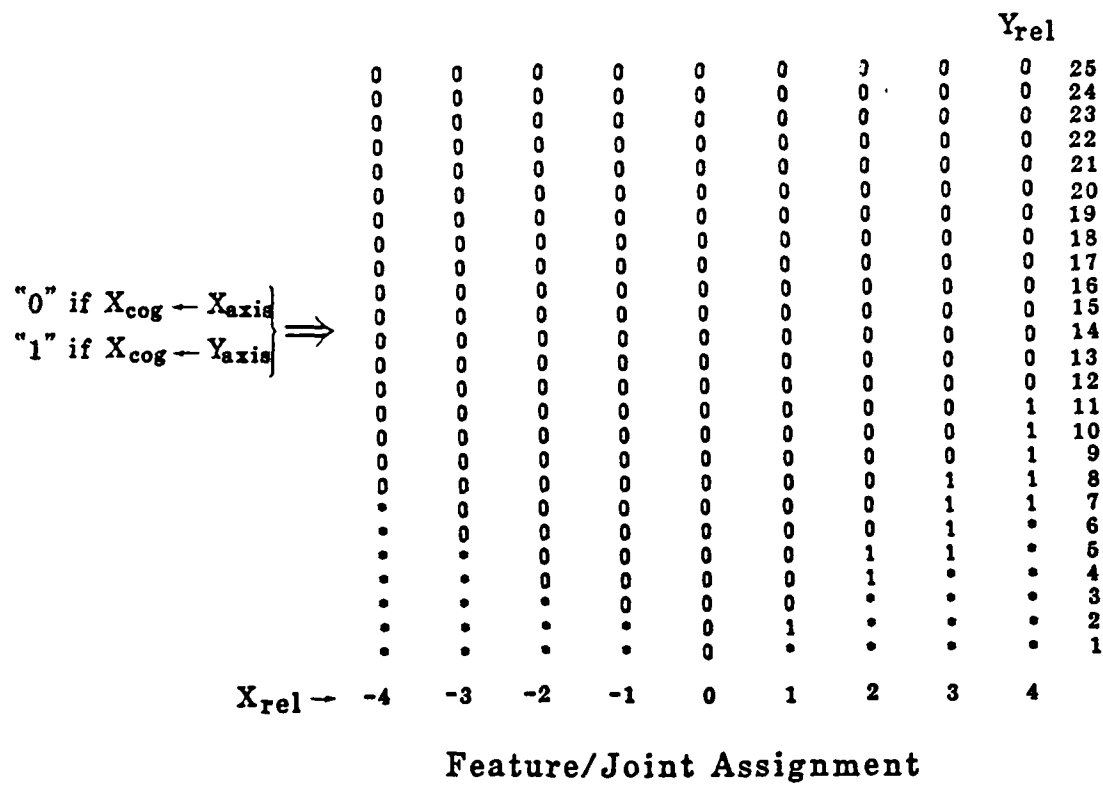 Yrel
0 0 0 0 0 0 0 0 0 25
0 0 0 0 0 0 0 0 0 24
0 0 0 0 0 0 0 0 0 23
0 0 0 0 0 0 0 0 0 22
0 0 0 0 0 0 0 0 0 21
0 0 0 0 0 0 0 0 0 20
0 0 0 0 0 0 0 0 0 19
0 0 0 0 0 0 0 0 0 18
0 0 0 0 0 0 0 0 0 17
0 0 0 0 0 0 0 0 0 16
"0" if Xcog ← Xaxis
0 0 0 0 0 0 0 0 0 15
0 0 0 0 0 0 0 0 0 14
"1" if Xcog ← Yaxis
⇒
0 0 0 0 0 0 0 0 0 13
0 0 0 0 0 0 0 0 0 12
0 0 0 0 0 0 0 0 1 11
0 0 0 0 0 0 0 0 1 10
0 0 0 0 0 0 0 0 1 9
0 0 0 0 0 0 0 1 1 8
* 0 0 0 0 0 0 1 1 7
* 0 0 0 0 0 0 1 * 6
* * 0 0 0 0 1 1 * 5
* * 0 0 0 0 1 * * 4
* * * 0 0 0 * * * 3
* * * * 0 1 * * * 2
* * * * 0 * * * * 1
Xrel → -4 -3 -2 -1 0 1 2 3 4
Feature/Joint Assignment